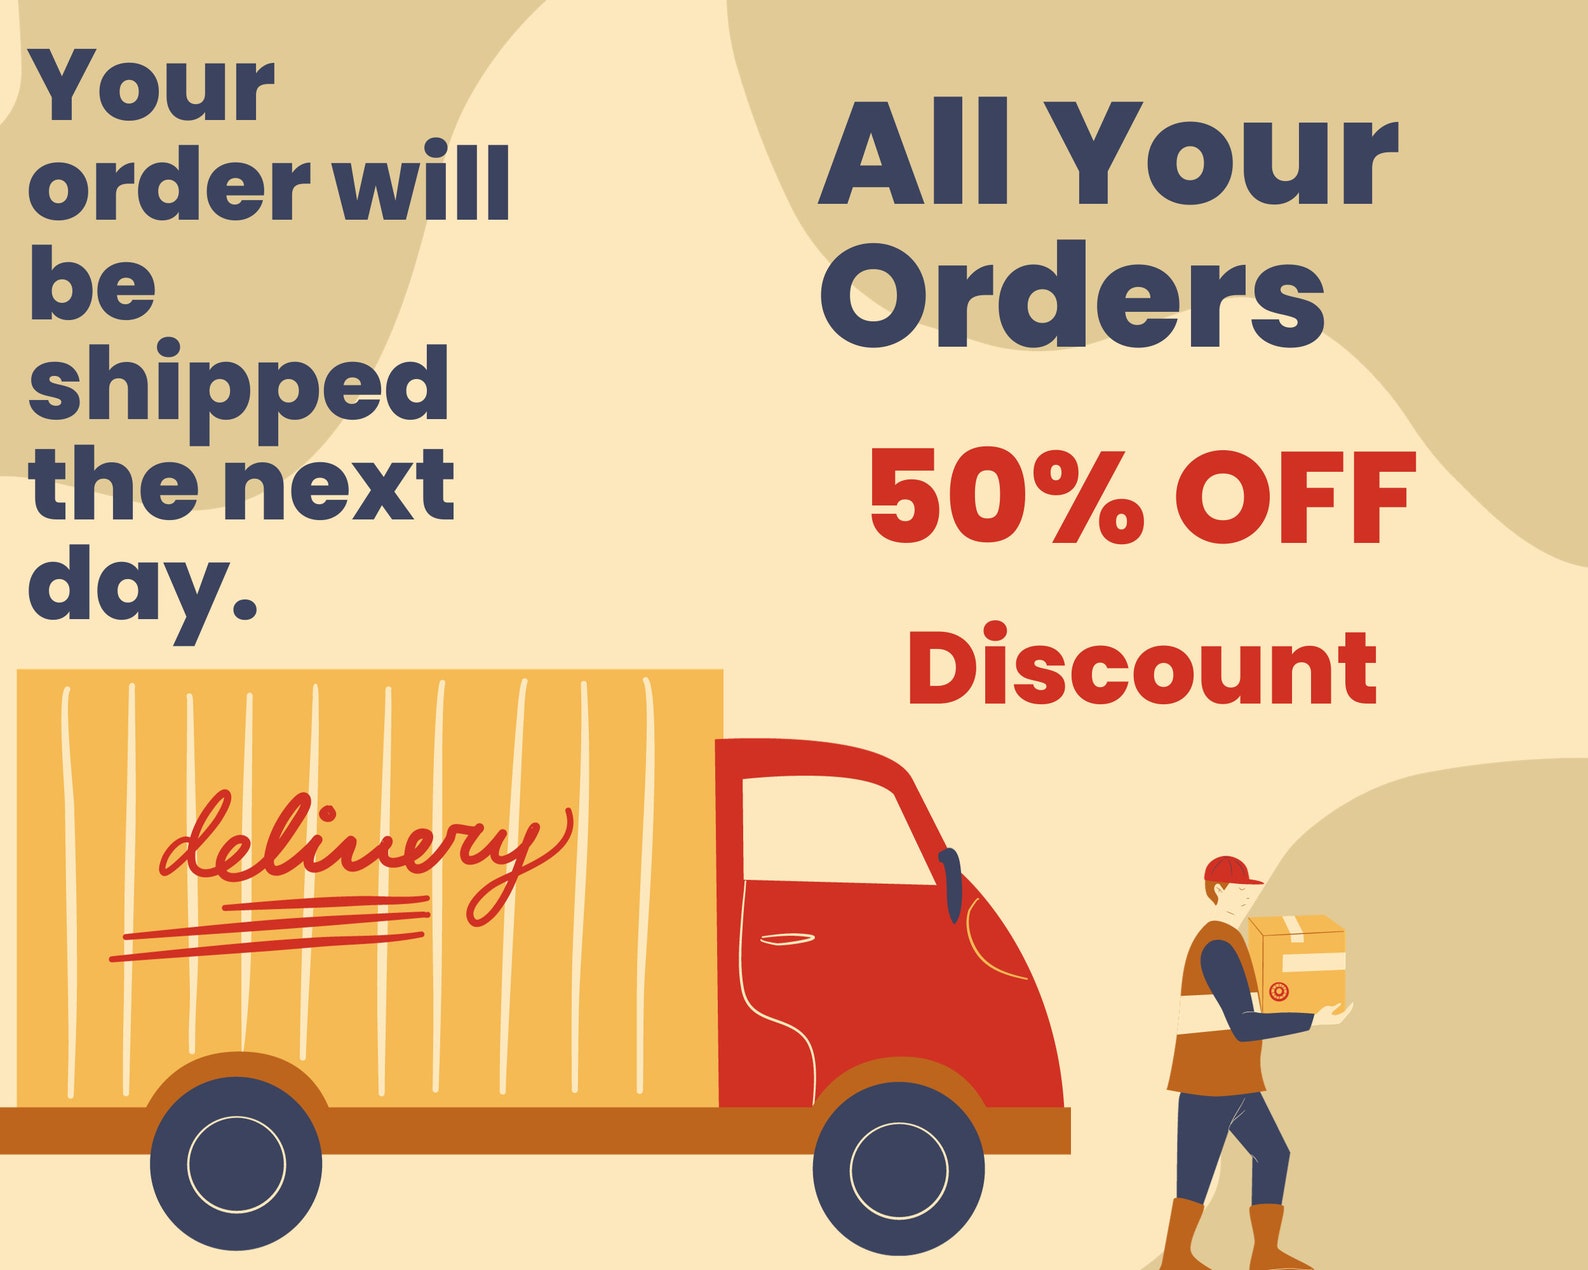 Your
order will
be
shipped
the next
day.
All Your
Orders
50% OFF
Discount
delivery